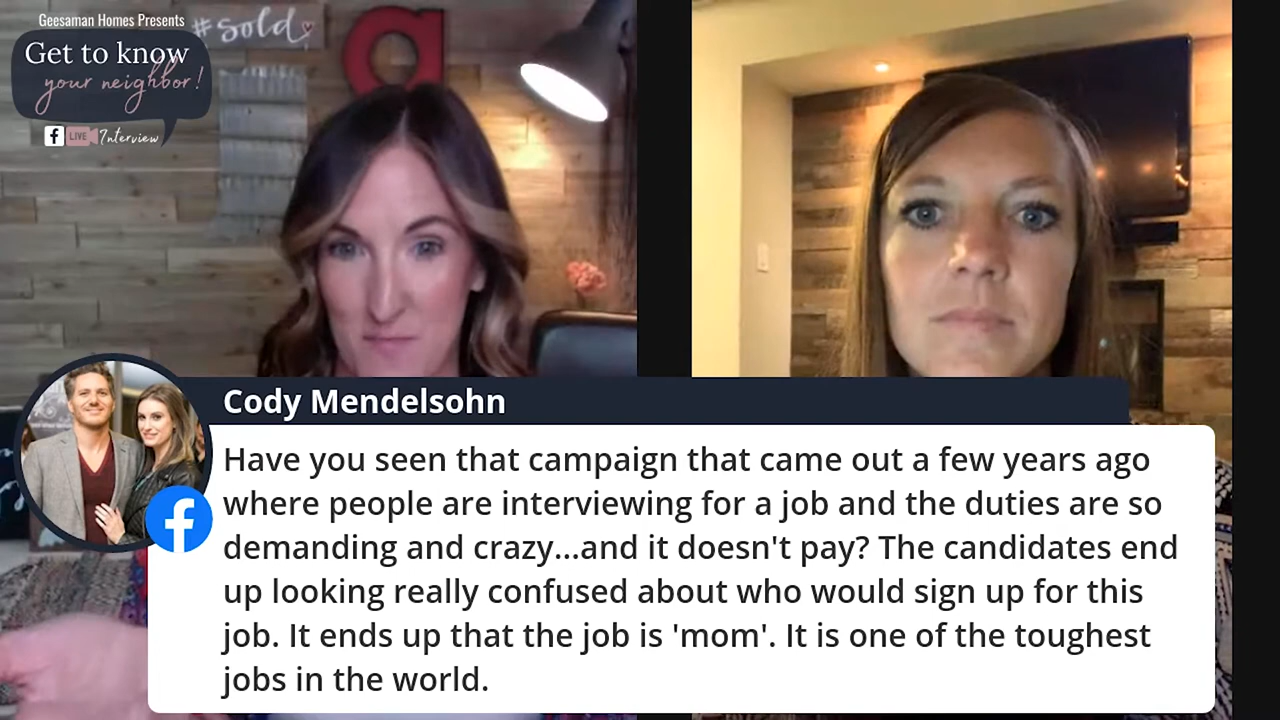 Geesaman Homes Presents
#sold
Get to know
your neighbor!
f LIVE Interview
a
Cody Mendelsohn
Have you seen that campaign that came out a few years ago
where people are interviewing for a job and the duties are so
demanding and crazy...and it doesn't pay? The candidates end
up looking really confused about who would sign up for this
job. It ends up that the job is 'mom'. It is one of the toughest
jobs in the world.